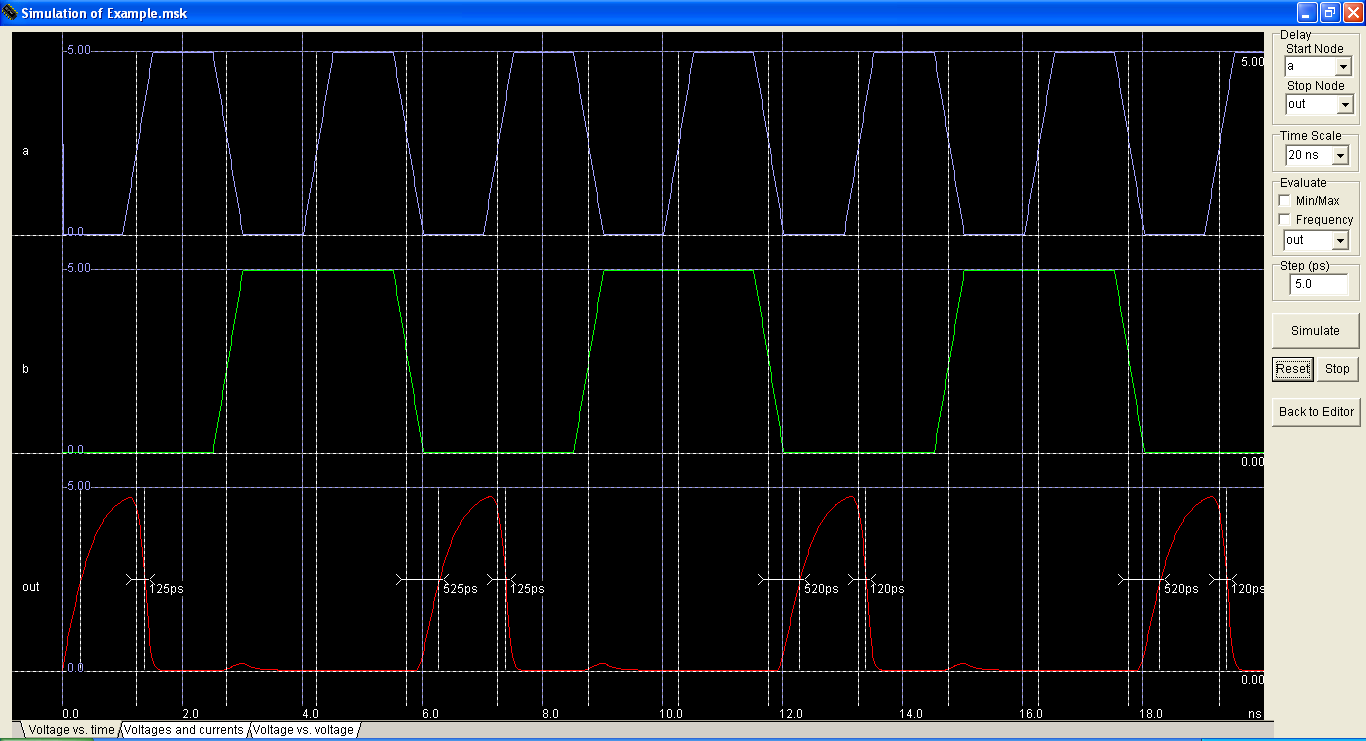 Simulation of Example.msk
5.00
5.00
a
0.0
5.00
b
0.0
0.00
5.00
out
125ps
525ps
125ps
520ps
120ps
520ps
120ps
0.0
0.00
0.0 2.0 4.0 6.0 8.0 10.0 12.0 14.0 16.0 18.0 ns
Voltage vs. time Voltages and currents Voltage vs. voltage
Delay
Start Node
a
Stop Node
out
Time Scale
20 ns
Evaluate
Min/Max
Frequency
out
Step (ps)
5.0
Simulate
Reset Stop
Back to Editor